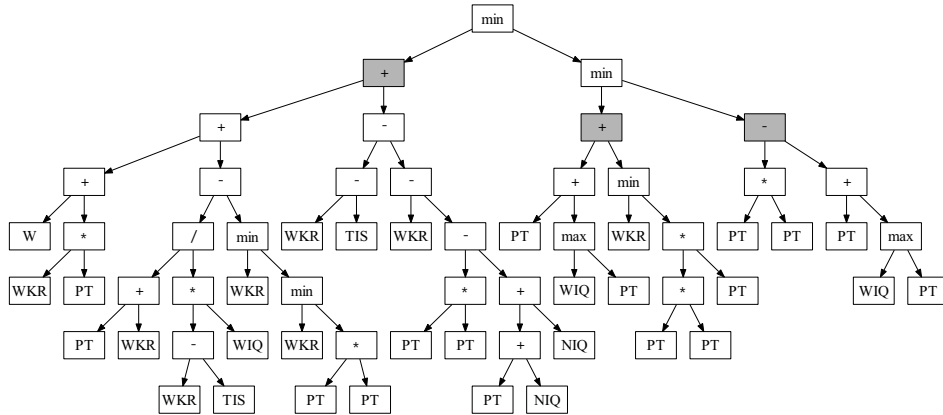 min
+ min
+ - + -
+ - - - + min * +
W * / min WKR TIS WKR - PT max WKR * PT PT PT max
WKR PT + * WKR min * + WIQ PT * PT WIQ PT
PT WKR - WIQ WKR * PT PT + NIQ PT PT
WKR TIS PT PT PT NIQ